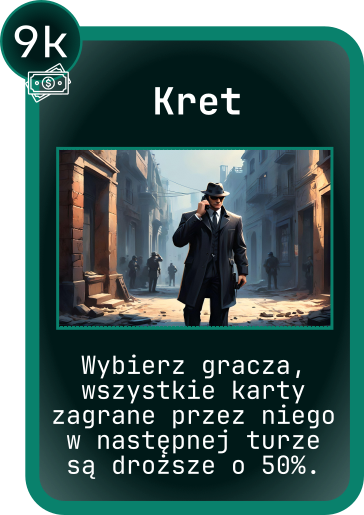 9k
Kret
Wybierz gracza,
wszystkie karty
zagrane przez niego
w następnej turze
są droższe o 50%.